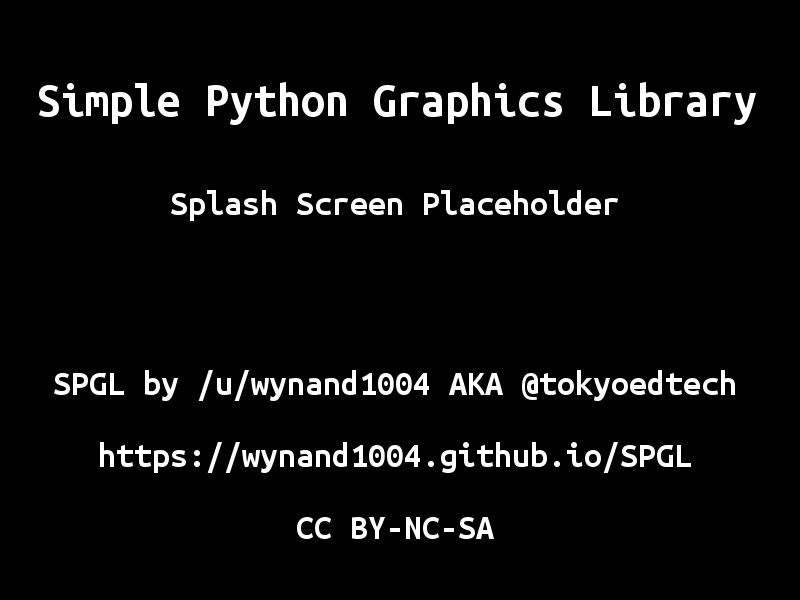 Simple Python Graphics Library
Splash Screen Placeholder
SPGL by /u/wynand1004 AKA @tokyoedtech
https://wynand1004.github.io/SPGL
CC BY-NC-SA